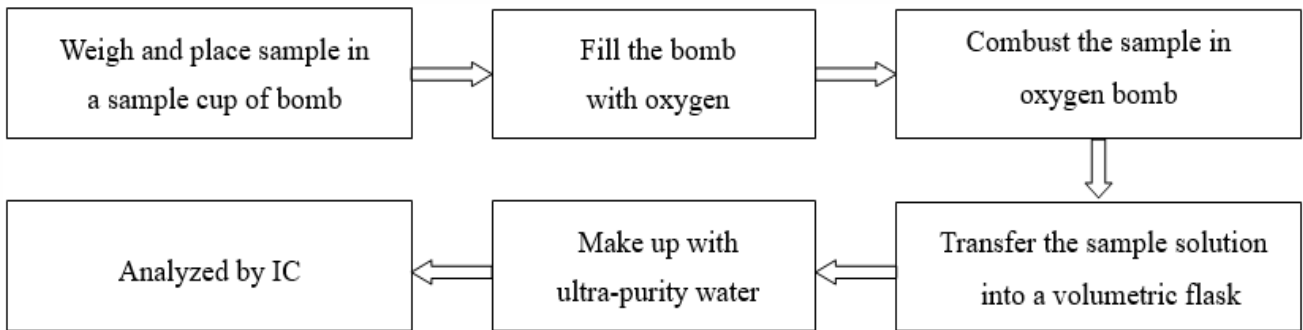 Weigh and place sample in
a sample cup of bomb
Fill the bomb
with oxygen
Combust the sample in
oxygen bomb
Transfer the sample solution
into a volumetric flask
Make up with
ultra-purity water
Analyzed by IC